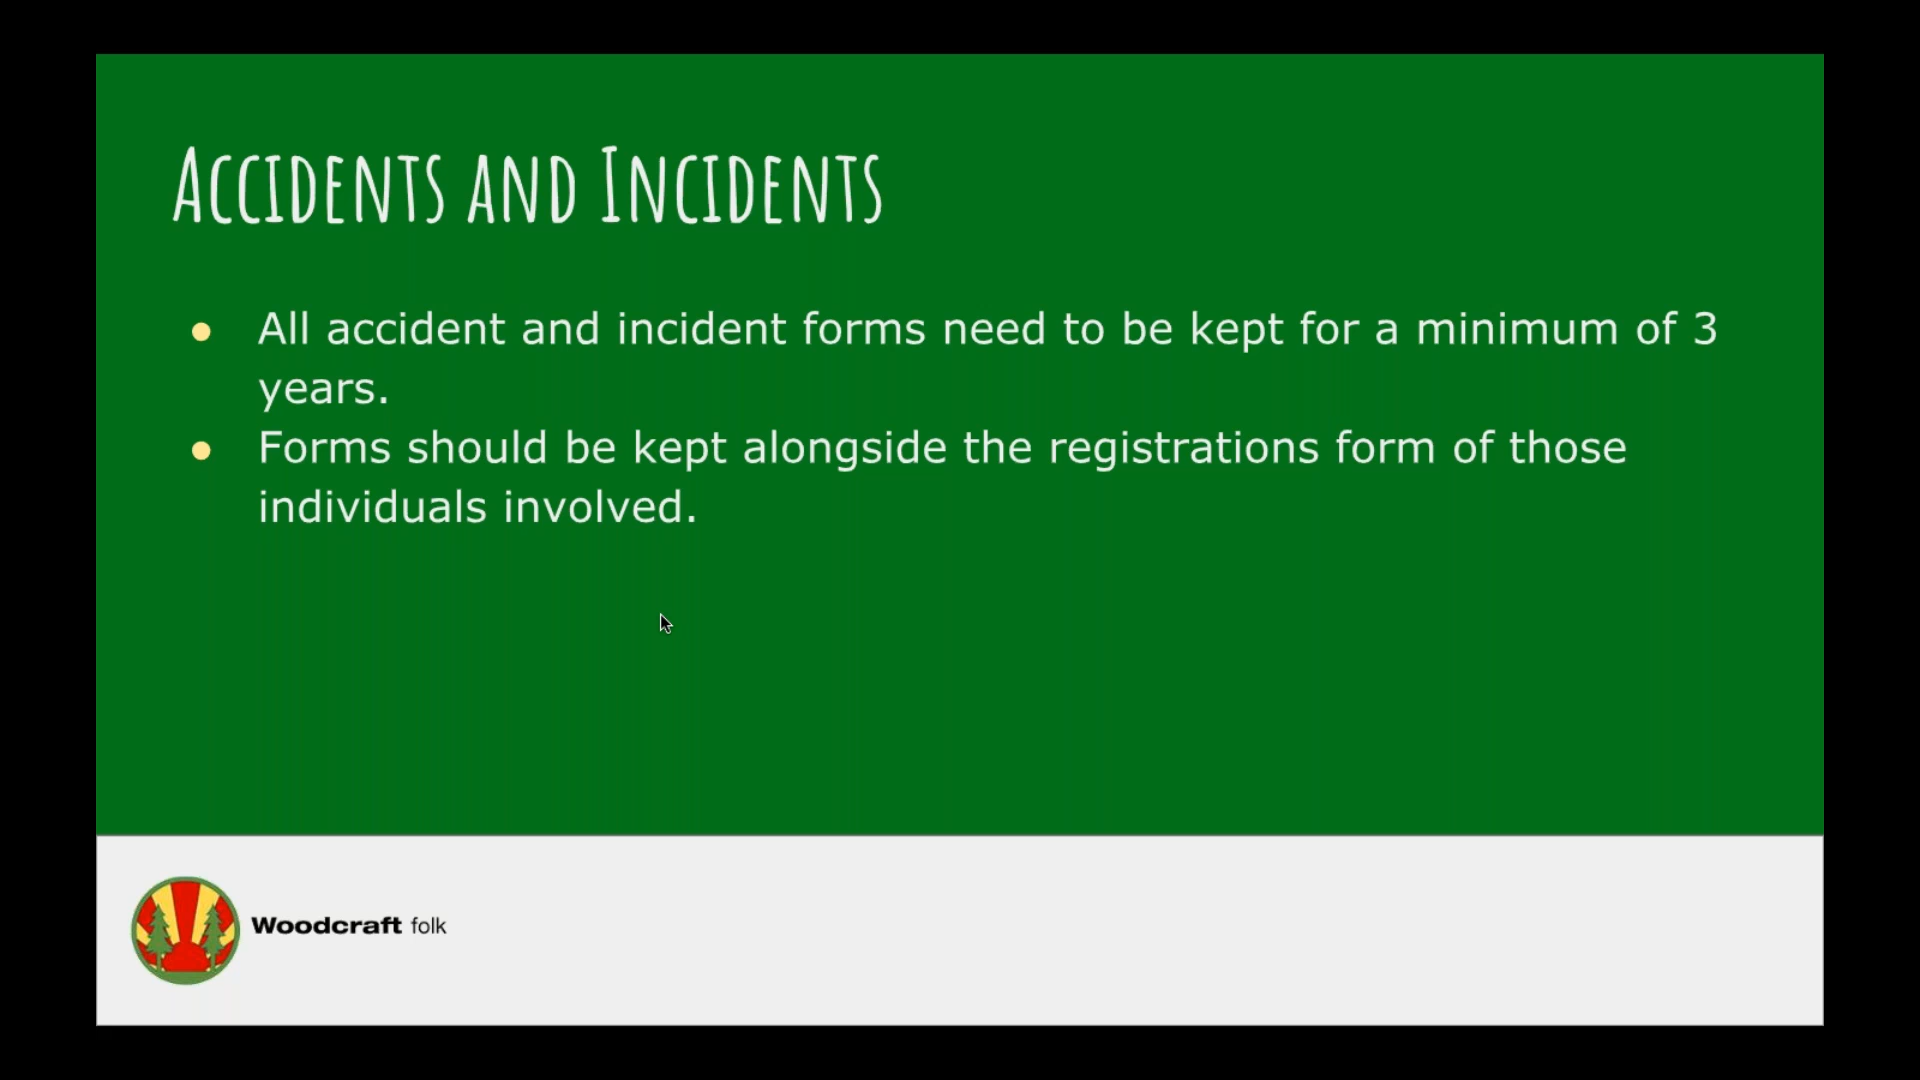 Accidents and Incidents
All accident and incident forms need to be kept for a minimum of 3
years.
Forms should be kept alongside the registrations form of those
individuals involved.
Woodcraft folk